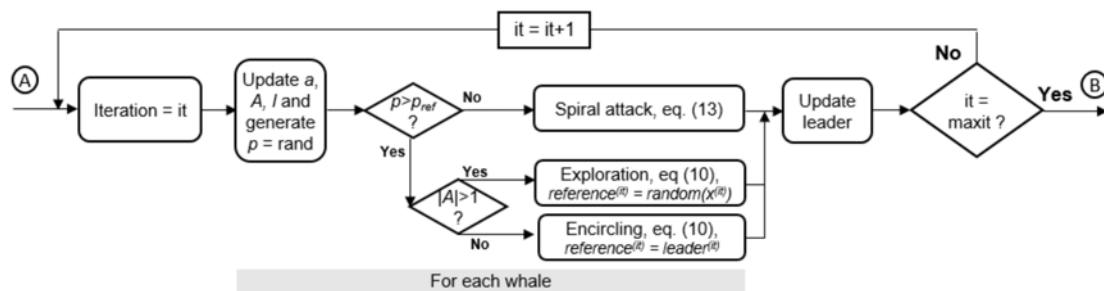 it = it+1
A
Iteration = it
Update a,
A, l and
generate
p = rand
p>pref
?
No
Yes
Spiral attack, eq. (13)
|A|>1
?
Yes
No
Exploration, eq (10),
reference(it) = random(x(it))
Encircling, eq. (10),
reference(it) = leader(it)
Update
leader
it =
maxit ?
No
Yes
B
For each whale